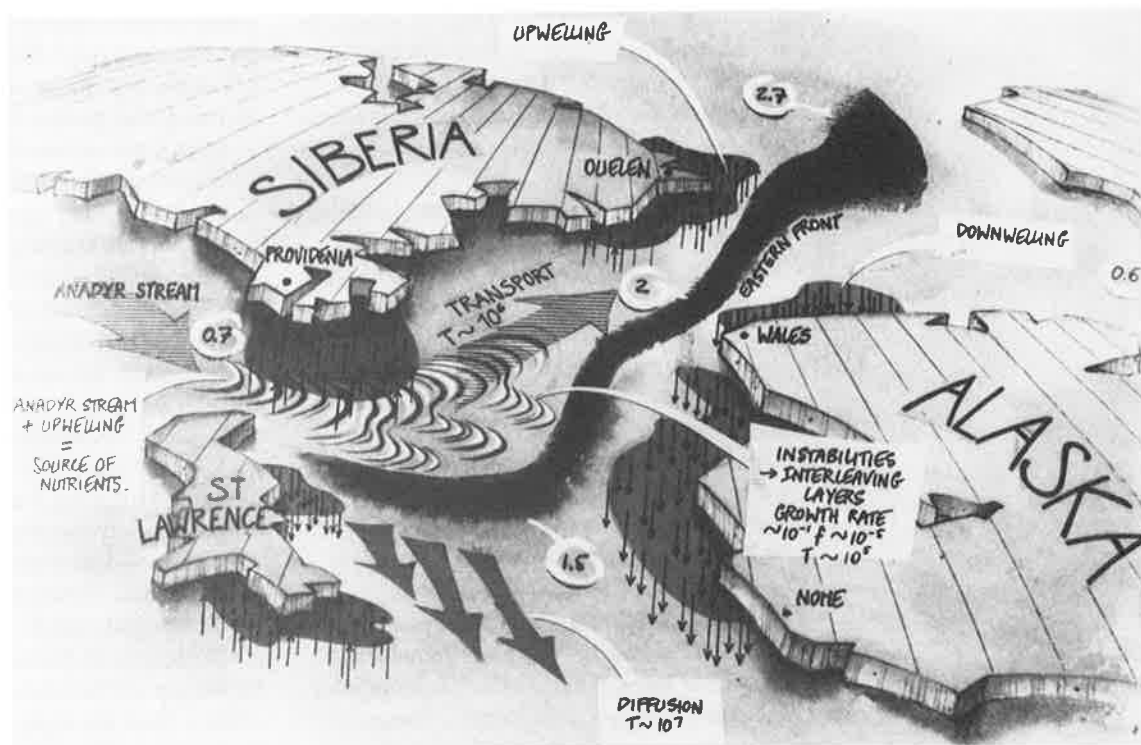 UPWELLING
2.7
SIBERIA
OUELEN
DOWNWELLING
EASTERN FRONT
0.6
PROVIDENIA
ANADYR STREAM
TRANSPORT
T ~ 10⁶
2
0.7
WALES
ALASKA
ANADYR STREAM
+ UPWELLING
=
SOURCE OF
NUTRIENTS.
ST
LAWRENCE
INSTABILITIES
→ INTERLEAVING
LAYERS
GROWTH RATE
~10⁻¹ f ~10⁻⁵
T ~ 10⁵
1.5
NOME
DIFFUSION
T ~ 10⁷